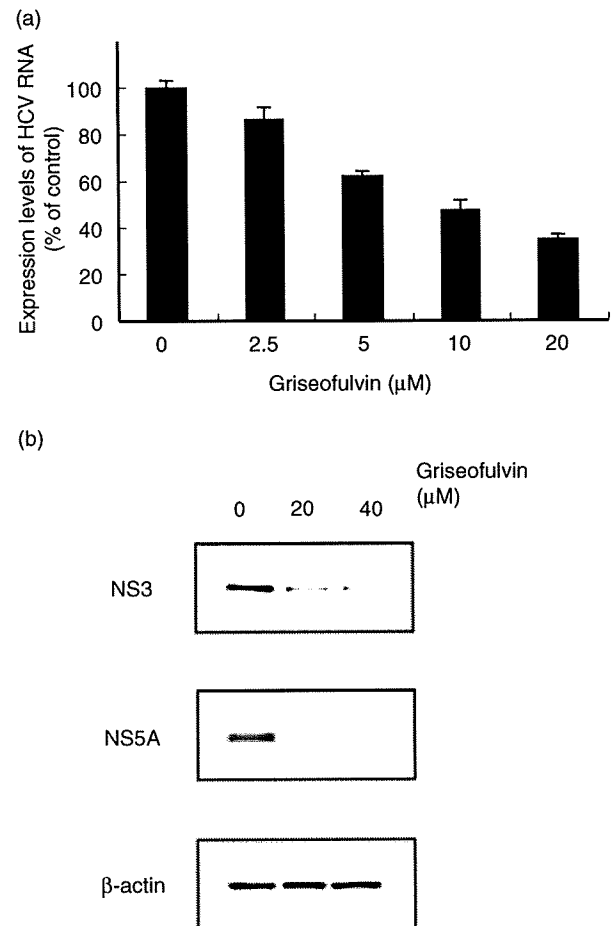 (a)
Expression levels of HCV RNA
(% of control)
100
80
60
40
20
0
0 2.5 5 10 20
Griseofulvin (μM)
(b)
Griseofulvin
(μM)
0 20 40
NS3
NS5A
β-actin